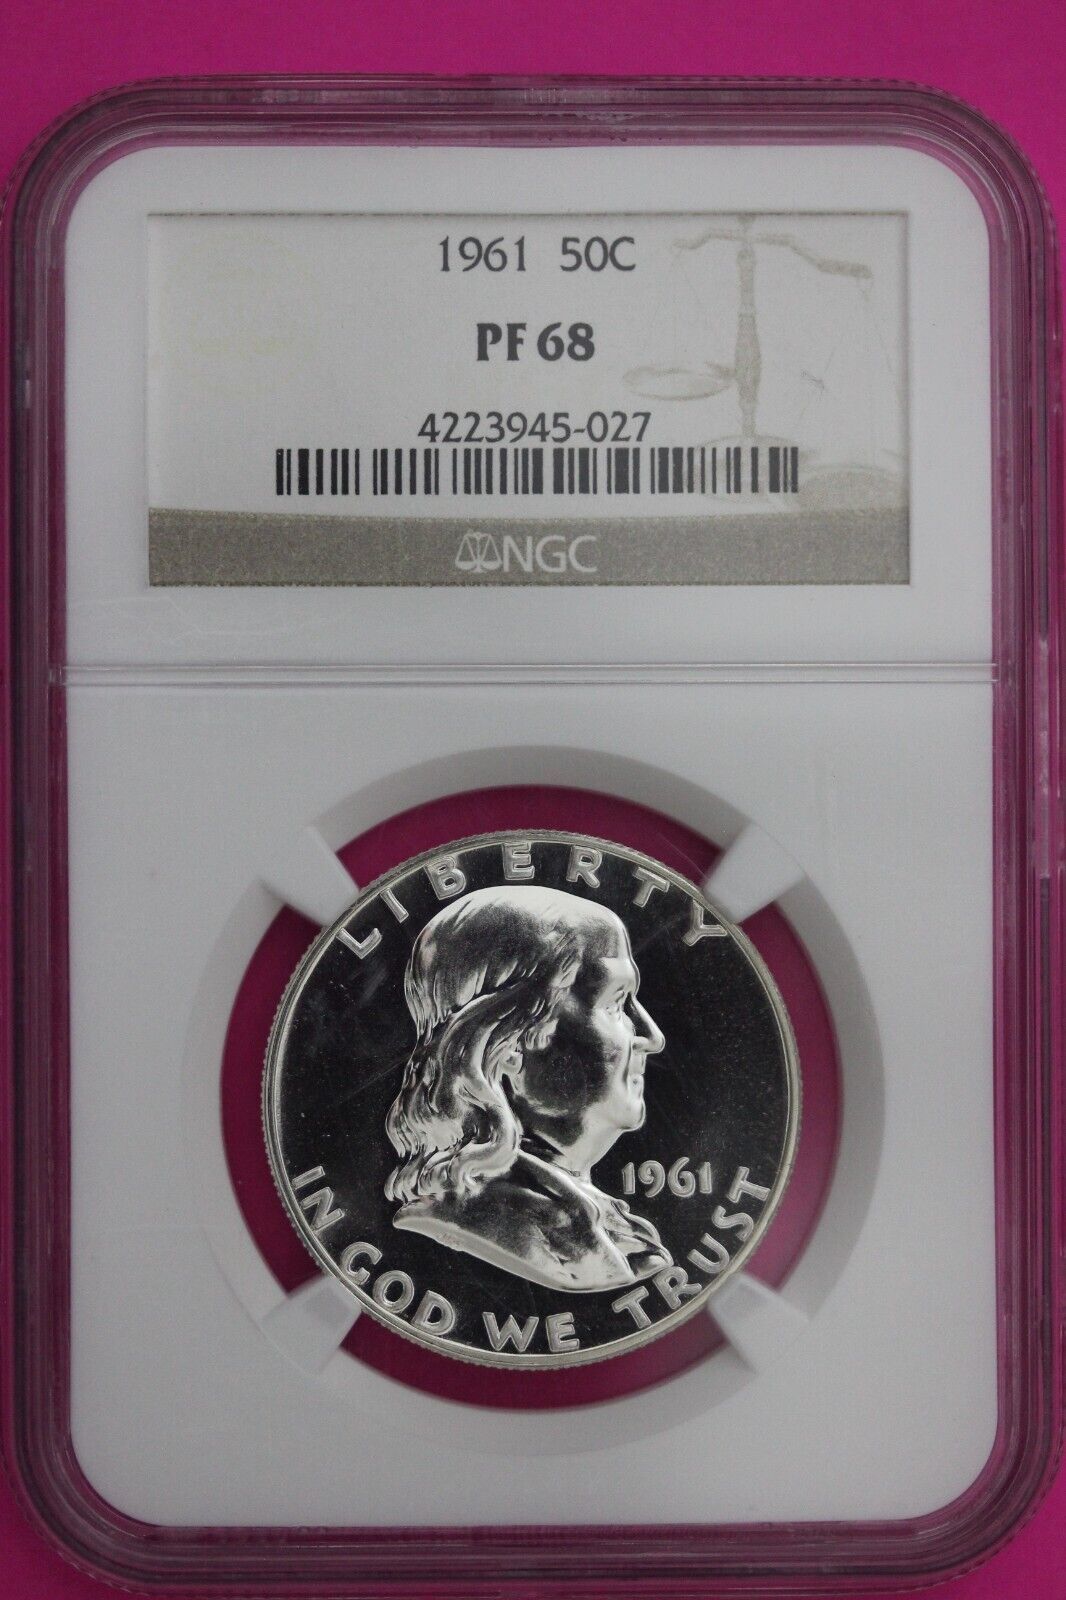 1961 50C
PF 68
4223945-027
NGC
LIBERTY
1961
IN GOD WE TRUST